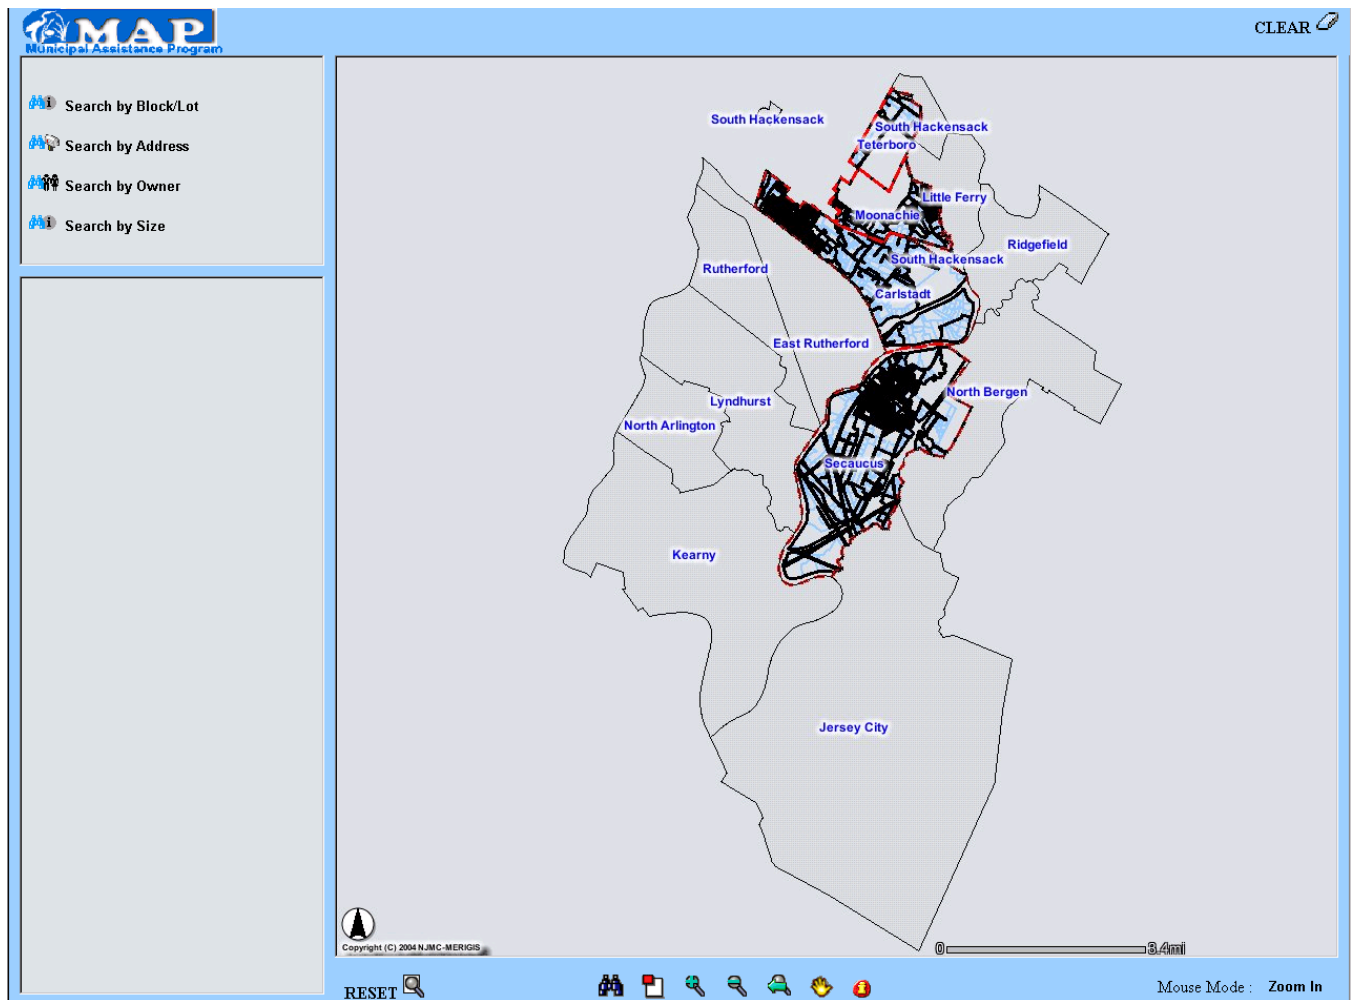 MAP
Municipal Assistance Program
CLEAR
Search by Block/Lot
Search by Address
Search by Owner
Search by Size
South Hackensack
South Hackensack
Teterboro
Little Ferry
Moonachie
Ridgefield
South Hackensack
Rutherford
Carlstadt
East Rutherford
North Bergen
Lyndhurst
North Arlington
Secaucus
Kearny
Jersey City
Copyright (C) 2004 NJMC-MERIGIS
0 3.4mi
RESET
Mouse Mode : Zoom In